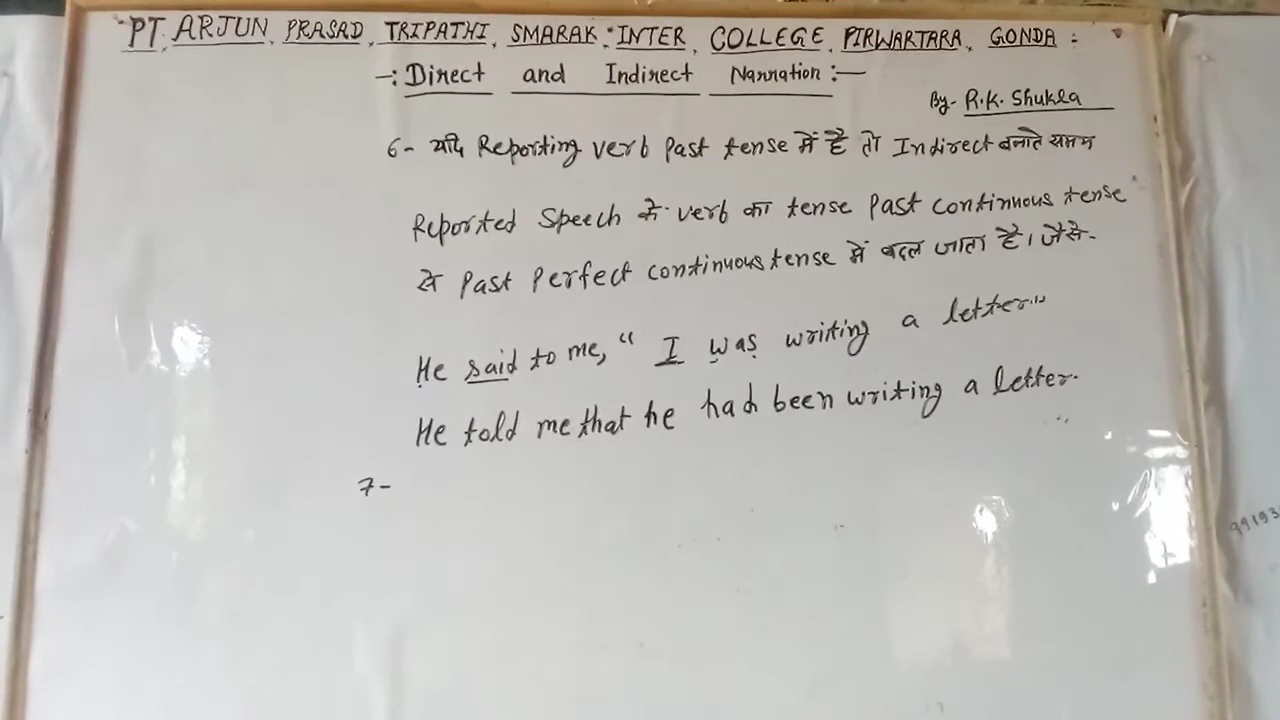 PT. ARJUN PRASAD TRIPATHI SMARAK INTER COLLEGE, PIRWARTARA, GONDA :
-: Direct and Indirect Narration :-
By- R.K. Shukla
6- यदि Reporting verb Past tense में है तो Indirect बनाते समय
Reported Speech के verb का tense Past continuous tense
से Past Perfect continuous tense में बदल जाता है। जैसे-
He said to me, "I was writing a letter."
He told me that he had been writing a letter.
7-
99193